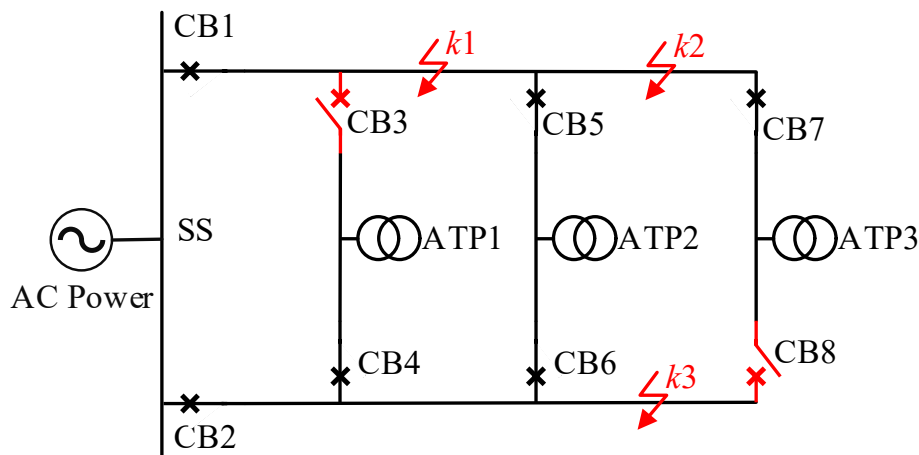 CB1
k1
k2
CB3
CB5
CB7
SS
ATP1
ATP2
ATP3
AC Power
CB4
CB6
CB8
k3
CB2